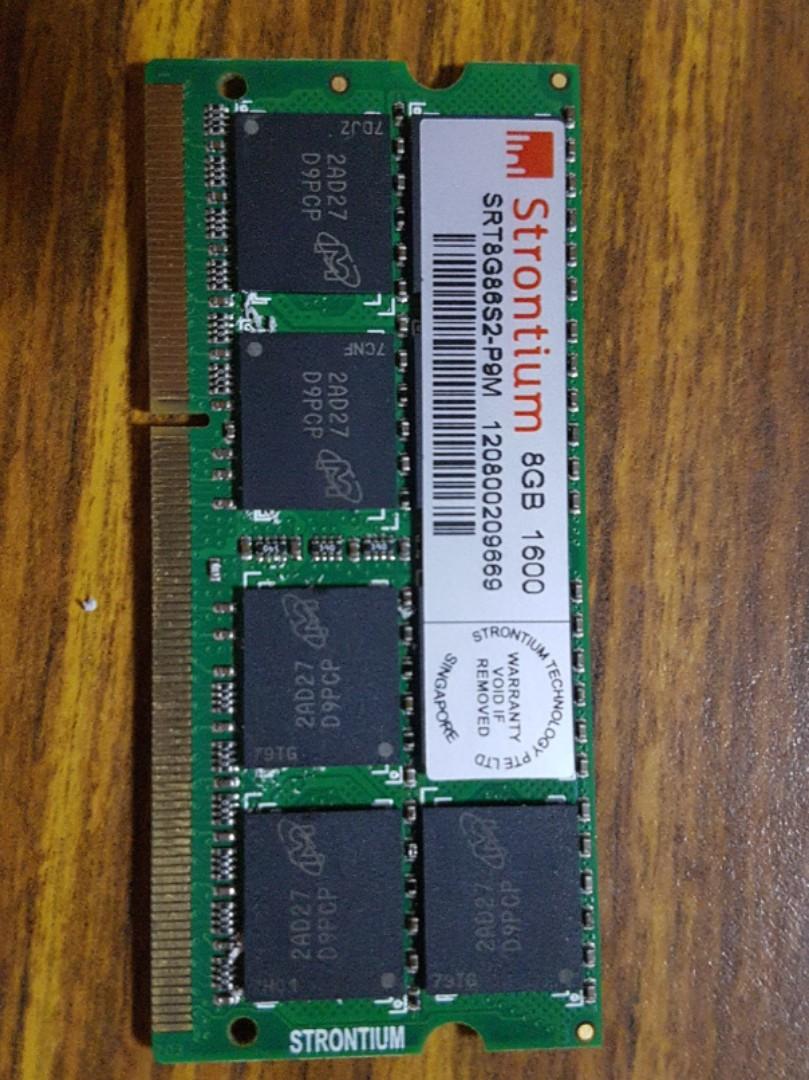 Strontium 8GB 1600
SRT8G86S2-P9M 120800209669
STRONTIUM TECHNOLOGY PTE LTD
SINGAPORE
WARRANTY
VOID IF
REMOVED
7DJZ
2AD27
D9PCP
7CNF
2AD27
D9PCP
2AD27
D9PCP
79TG
2AD27
D9PCP
2AD27
D9PCP
79TG
STRONTIUM